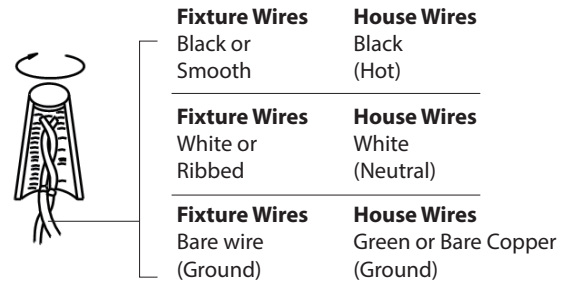 Fixture Wires House Wires
Black or Black
Smooth (Hot)
Fixture Wires House Wires
White or White
Ribbed (Neutral)
Fixture Wires House Wires
Bare wire Green or Bare Copper
(Ground) (Ground)